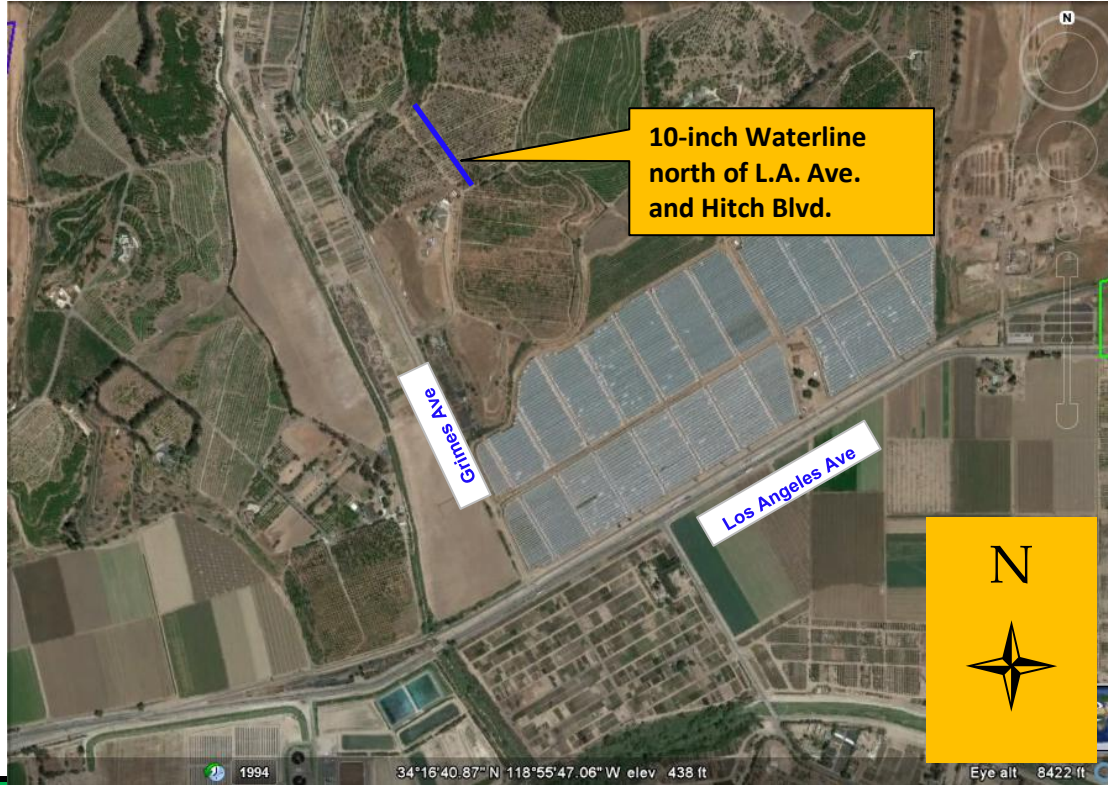 N
10-inch Waterline
north of L.A. Ave.
and Hitch Blvd.
Grimes Ave
Los Angeles Ave
N
1994
34°16'40.87" N 118°55'47.06" W elev 438 ft
Eye alt 8422 ft